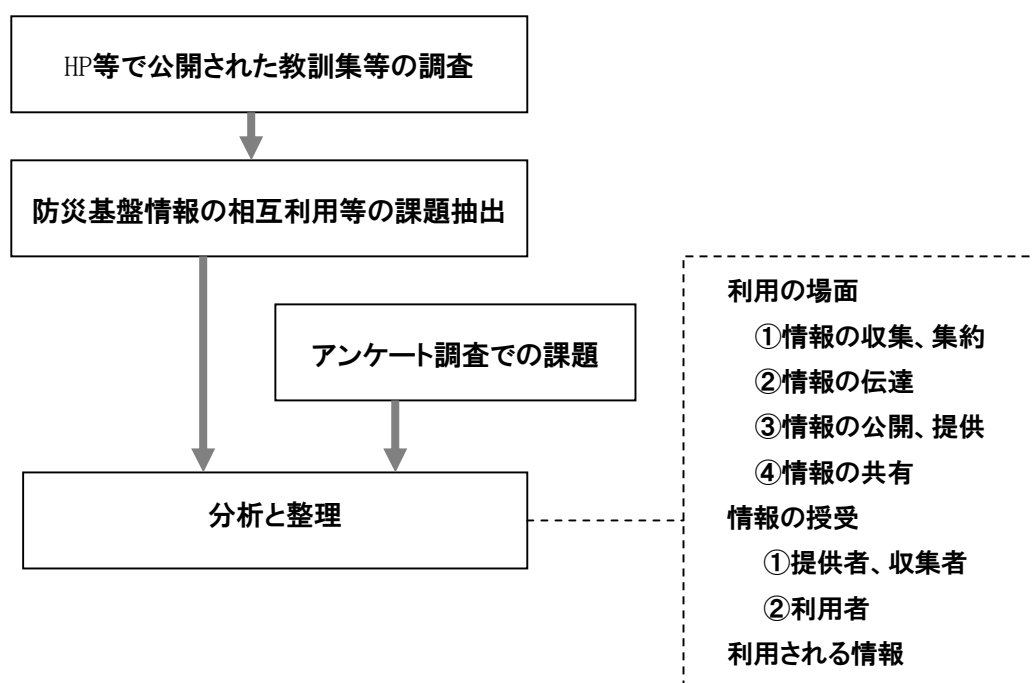 HP等で公開された教訓集等の調査
防災基盤情報の相互利用等の課題抽出
アンケート調査での課題
分析と整理
利用の場面
①情報の収集、集約
②情報の伝達
③情報の公開、提供
④情報の共有
情報の授受
①提供者、収集者
②利用者
利用される情報